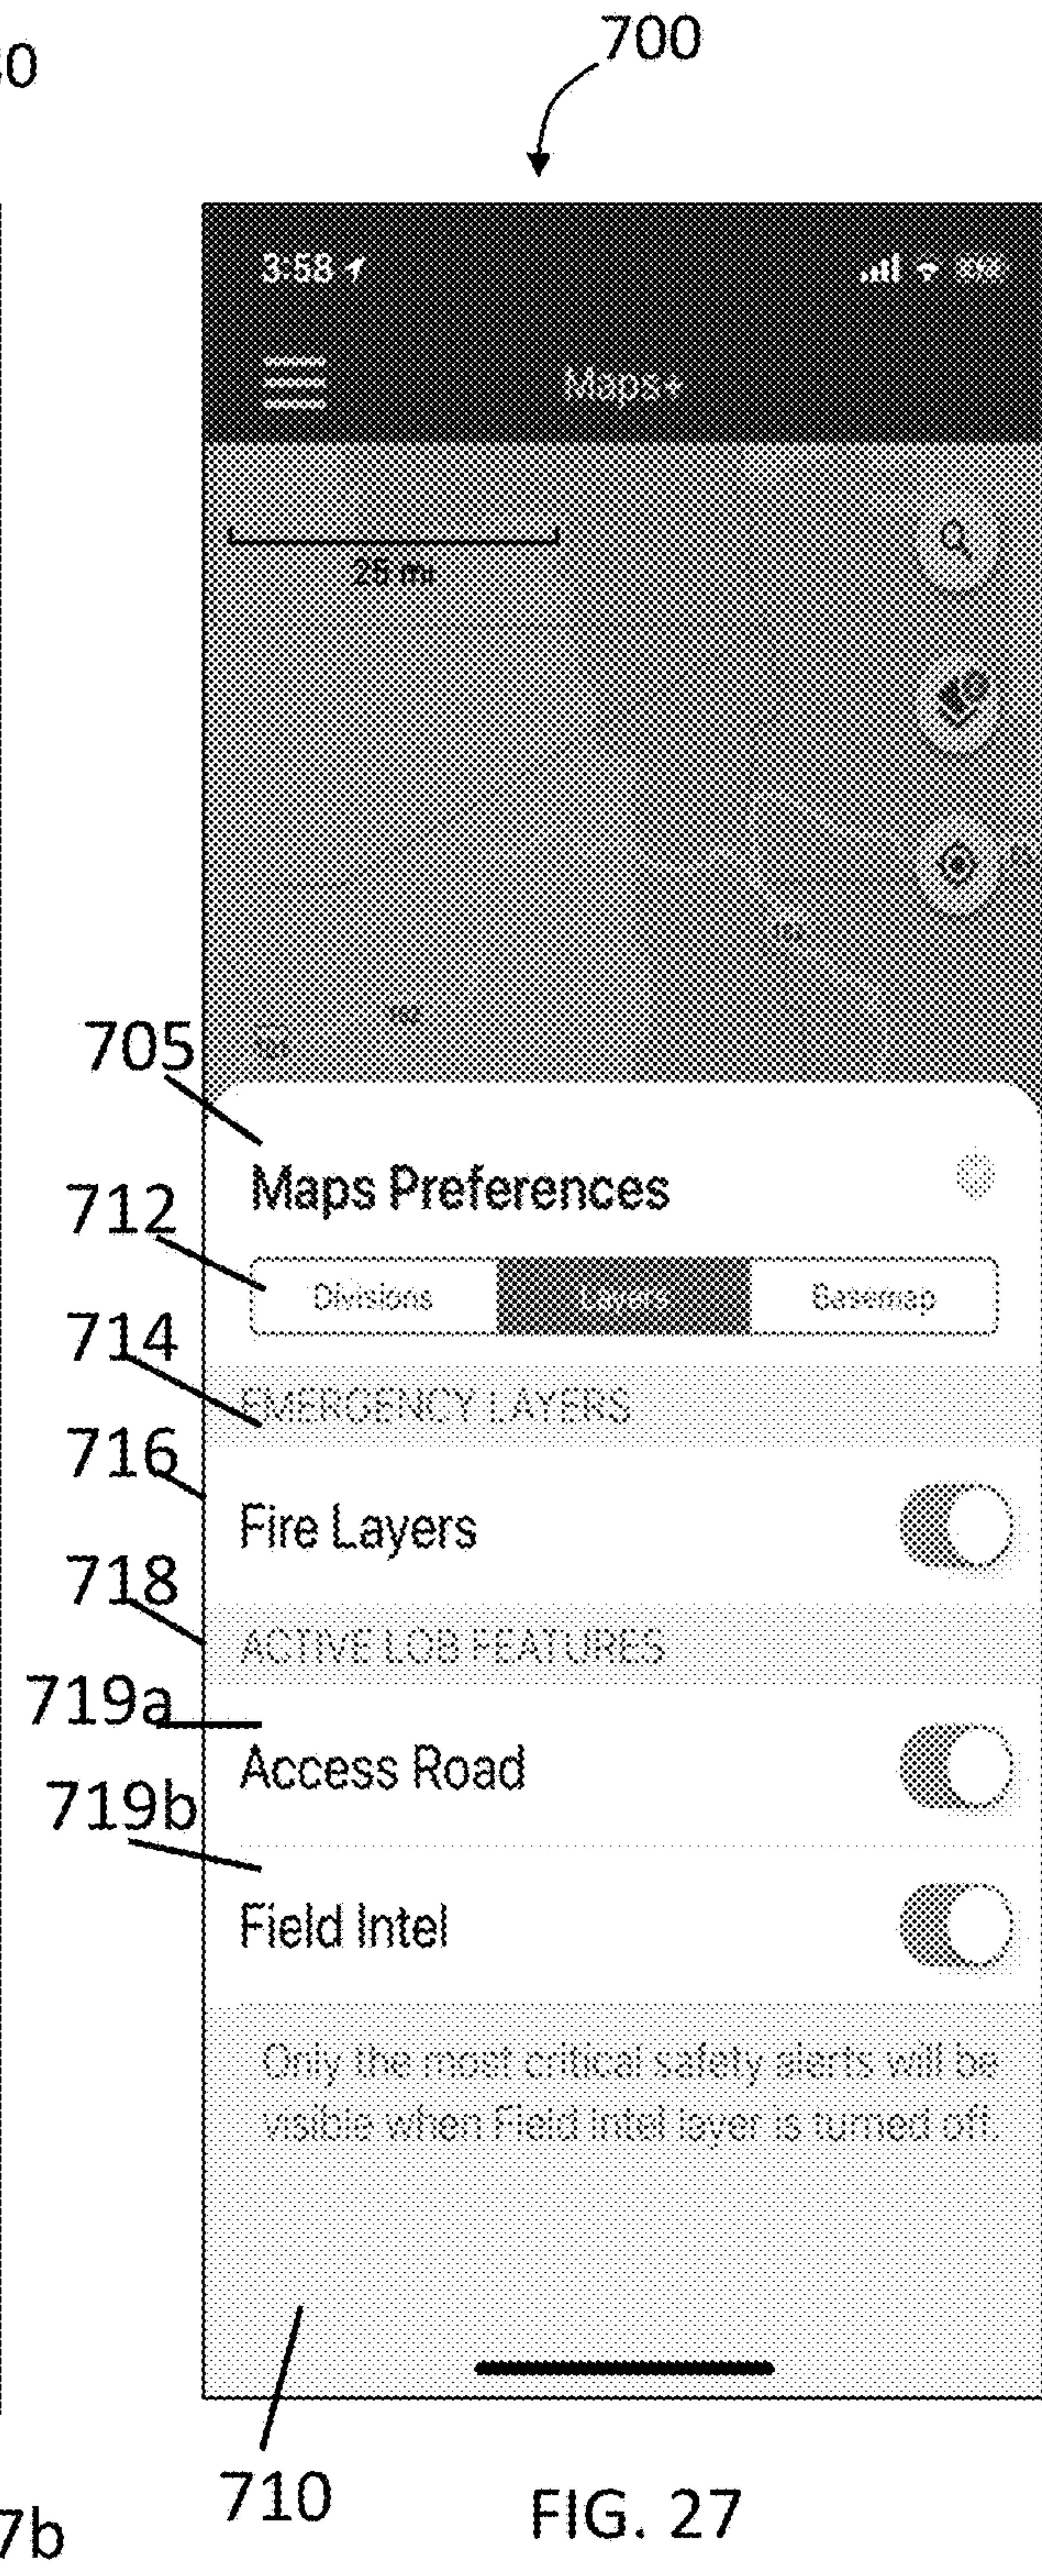 700
3:58
Maps+
25 mi
705
Maps Preferences
712
Divisions Layers Basemap
714
EMERGENCY LAYERS
716
Fire Layers
718
ACTIVE LOB FEATURES
719a
Access Road
719b
Field Intel
Only the most critical safety alerts will be
visible when Field Intel layer is turned off.
710
FIG. 27
7b